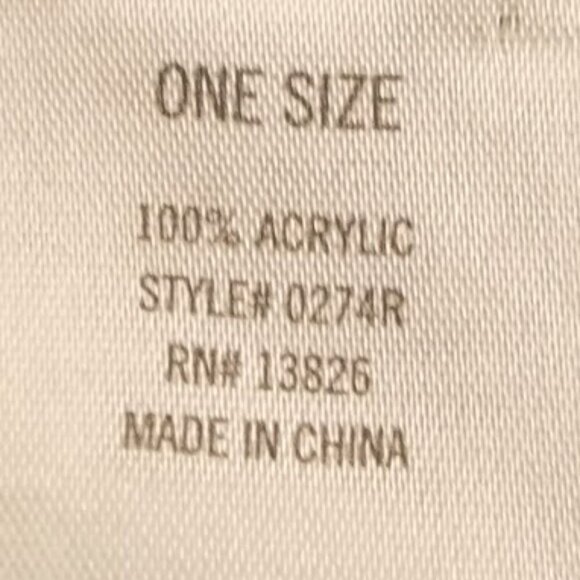 ONE SIZE
100% ACRYLIC
STYLE# 0274R
RN# 13826
MADE IN CHINA